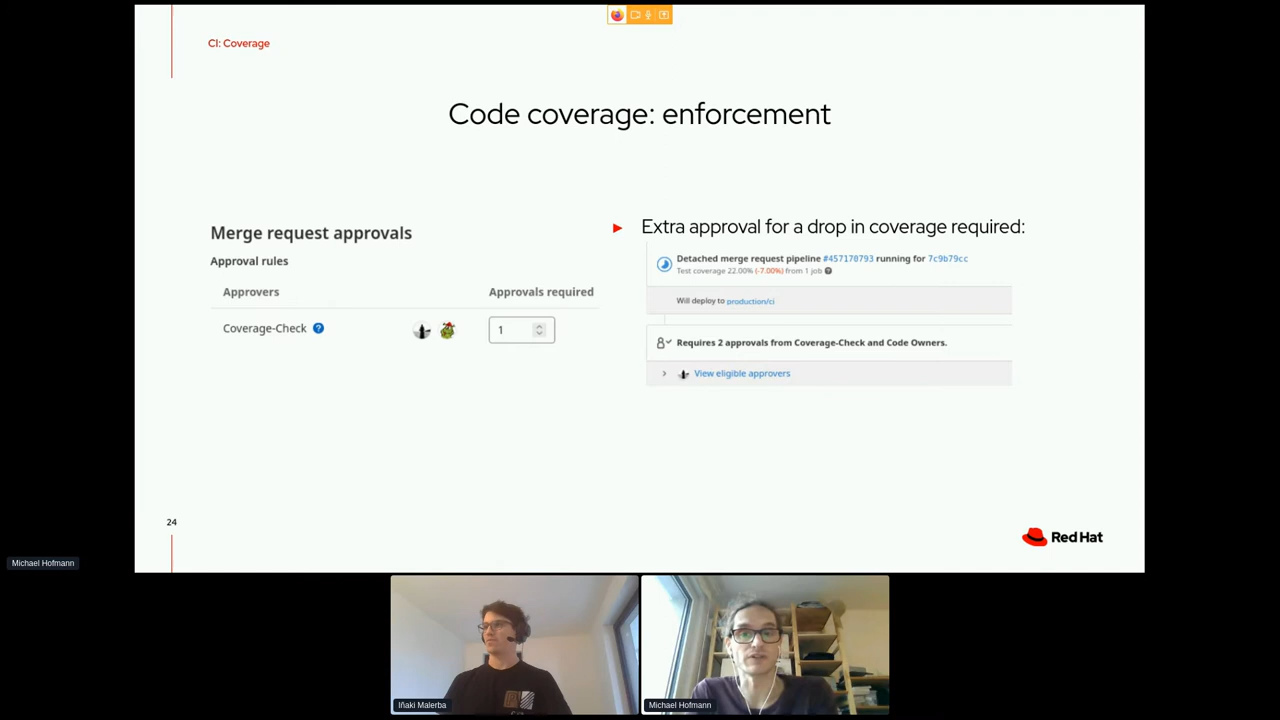 CI: Coverage
Code coverage: enforcement
Merge request approvals
Approval rules
Approvers Approvals required
Coverage-Check ? 1
► Extra approval for a drop in coverage required:
Detached merge request pipeline #457178793 running for 7c9b79cc
Test coverage 22.00% (-7.00%) from 1 job ?
Will deploy to production/ci
Requires 2 approvals from Coverage-Check and Code Owners.
View eligible approvers
24
Red Hat
Michael Hofmann
Iñaki Malerba
Michael Hofmann